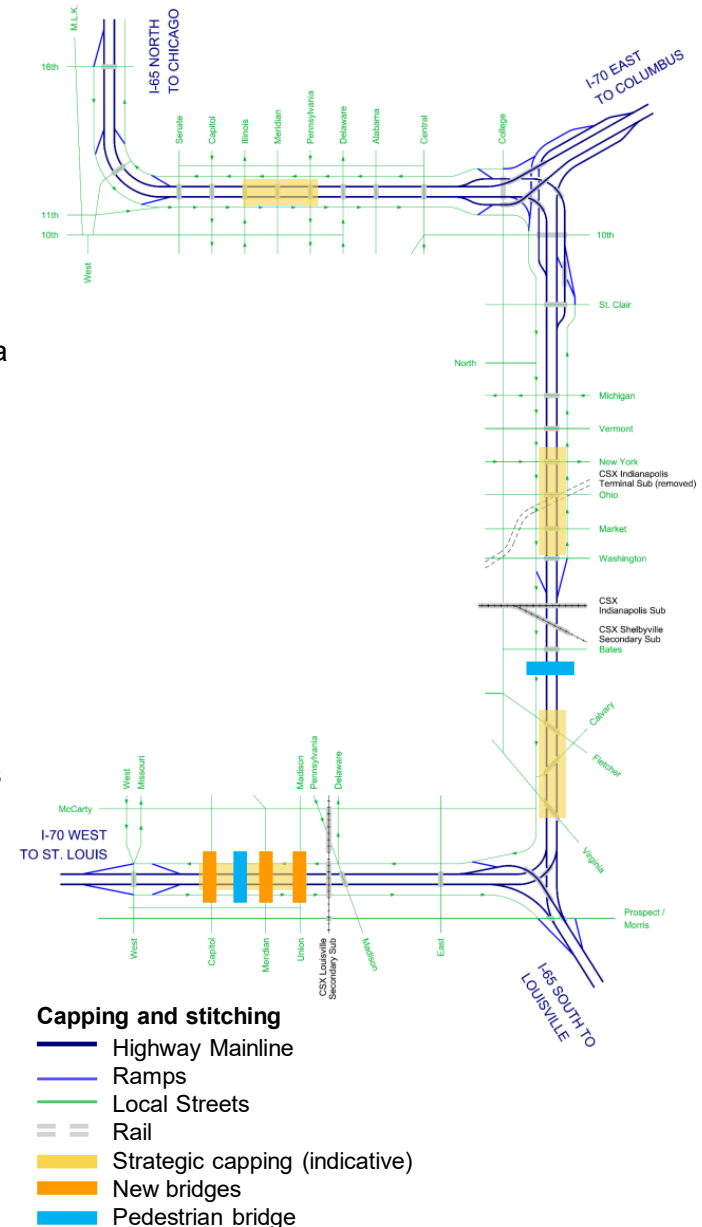 M.L.K.
I-65 NORTH
TO CHICAGO
I-70 EAST
TO COLUMBUS
16th
Senate
Capitol
Illinois
Meridian
Pennsylvania
Delaware
Alabama
Central
College
11th
10th
10th
West
St. Clair
a
North
Michigan
Vermont
New York
CSX Indianapolis
Terminal Sub (removed)
Ohio
Market
Washington
CSX
Indianapolis Sub
CSX Shelbyville
Secondary Sub
Bates
Calvary
Fletcher
Virginia
West
Missouri
Madison
Pennsylvania
Delaware
McCarty
I-70 WEST
TO ST. LOUIS
Prospect /
Morris
West
Capitol
Meridian
Union
CSX Louisville
Secondary Sub
Madison
East
I-65 SOUTH TO
LOUISVILLE
Capping and stitching
Highway Mainline
Ramps
Local Streets
Rail
Strategic capping (indicative)
New bridges
Pedestrian bridge